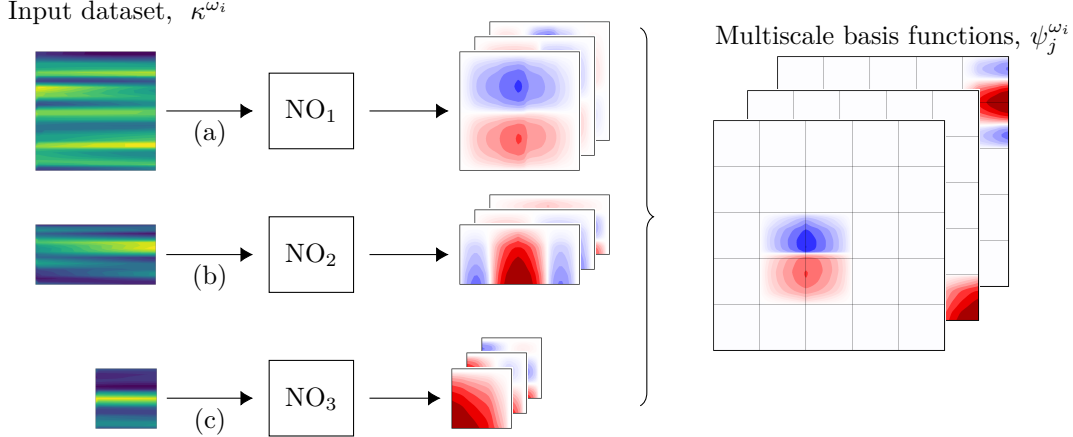 Input dataset, κ^{ω_i}
Multiscale basis functions, ψ_j^{ω_i}
NO₁
(a)
NO₂
(b)
NO₃
(c)